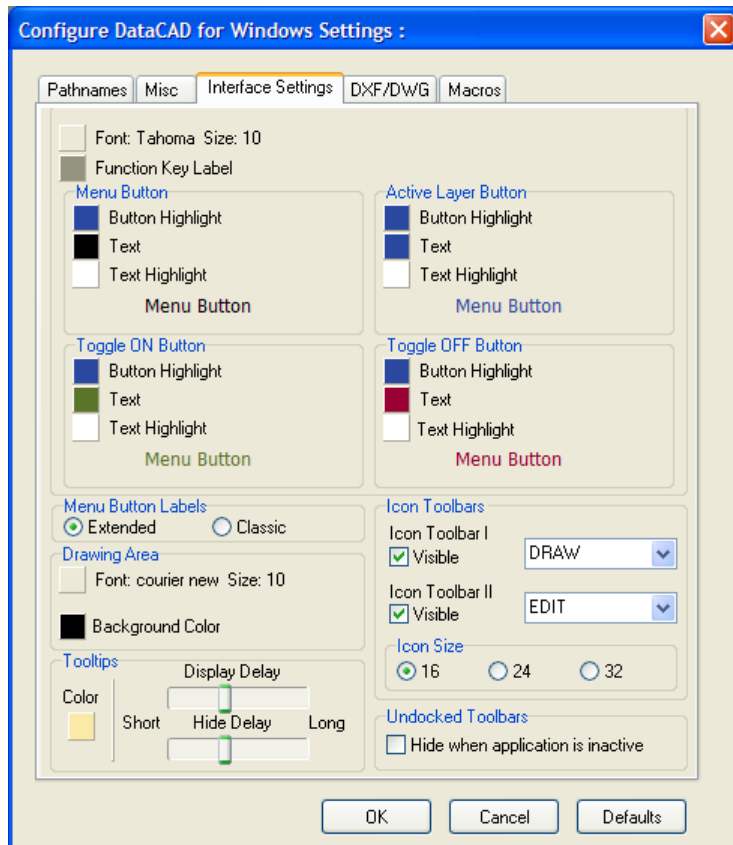 Configure DataCAD for Windows Settings :
Pathnames Misc Interface Settings DXF/DWG Macros
Font: Tahoma Size: 10
Function Key Label
Menu Button
Button Highlight
Text
Text Highlight
Menu Button
Active Layer Button
Button Highlight
Text
Text Highlight
Menu Button
Toggle ON Button
Button Highlight
Text
Text Highlight
Menu Button
Toggle OFF Button
Button Highlight
Text
Text Highlight
Menu Button
Menu Button Labels
Extended Classic
Drawing Area
Font: courier new Size: 10
Background Color
Tooltips
Color
Display Delay
Short Hide Delay Long
Icon Toolbars
Icon Toolbar I
Visible DRAW
Icon Toolbar II
Visible EDIT
Icon Size
16 24 32
Undocked Toolbars
Hide when application is inactive
OK Cancel Defaults